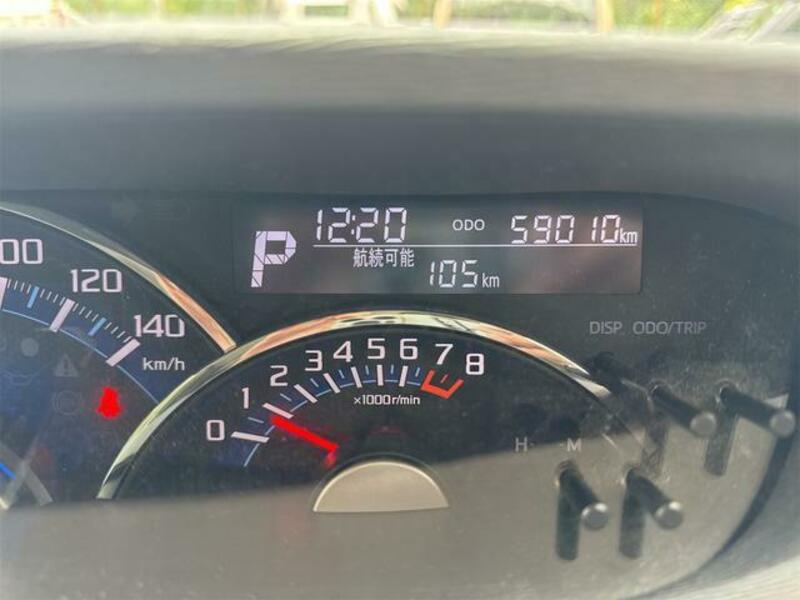 12:20 ODO 59010km
P
航続可能 105km
100
120
140
km/h
DISP. ODO/TRIP
0 1 2 3 4 5 6 7 8
×1000r/min
H M